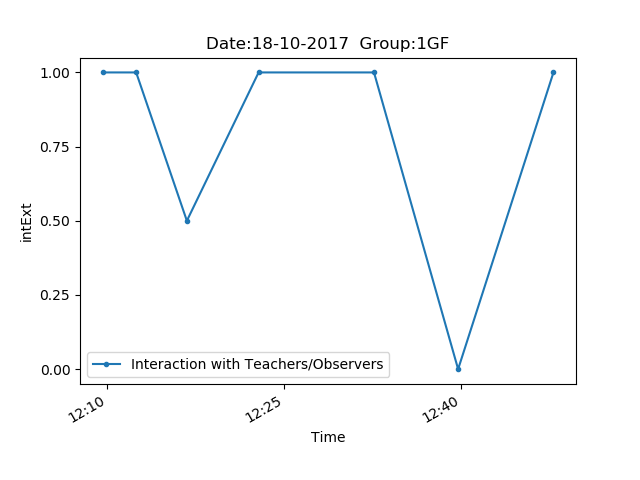 Date:18-10-2017  Group:1GF
1.00
0.75
0.50
0.25
0.00
intExt
Interaction with Teachers/Observers
12:10
12:25
12:40
Time